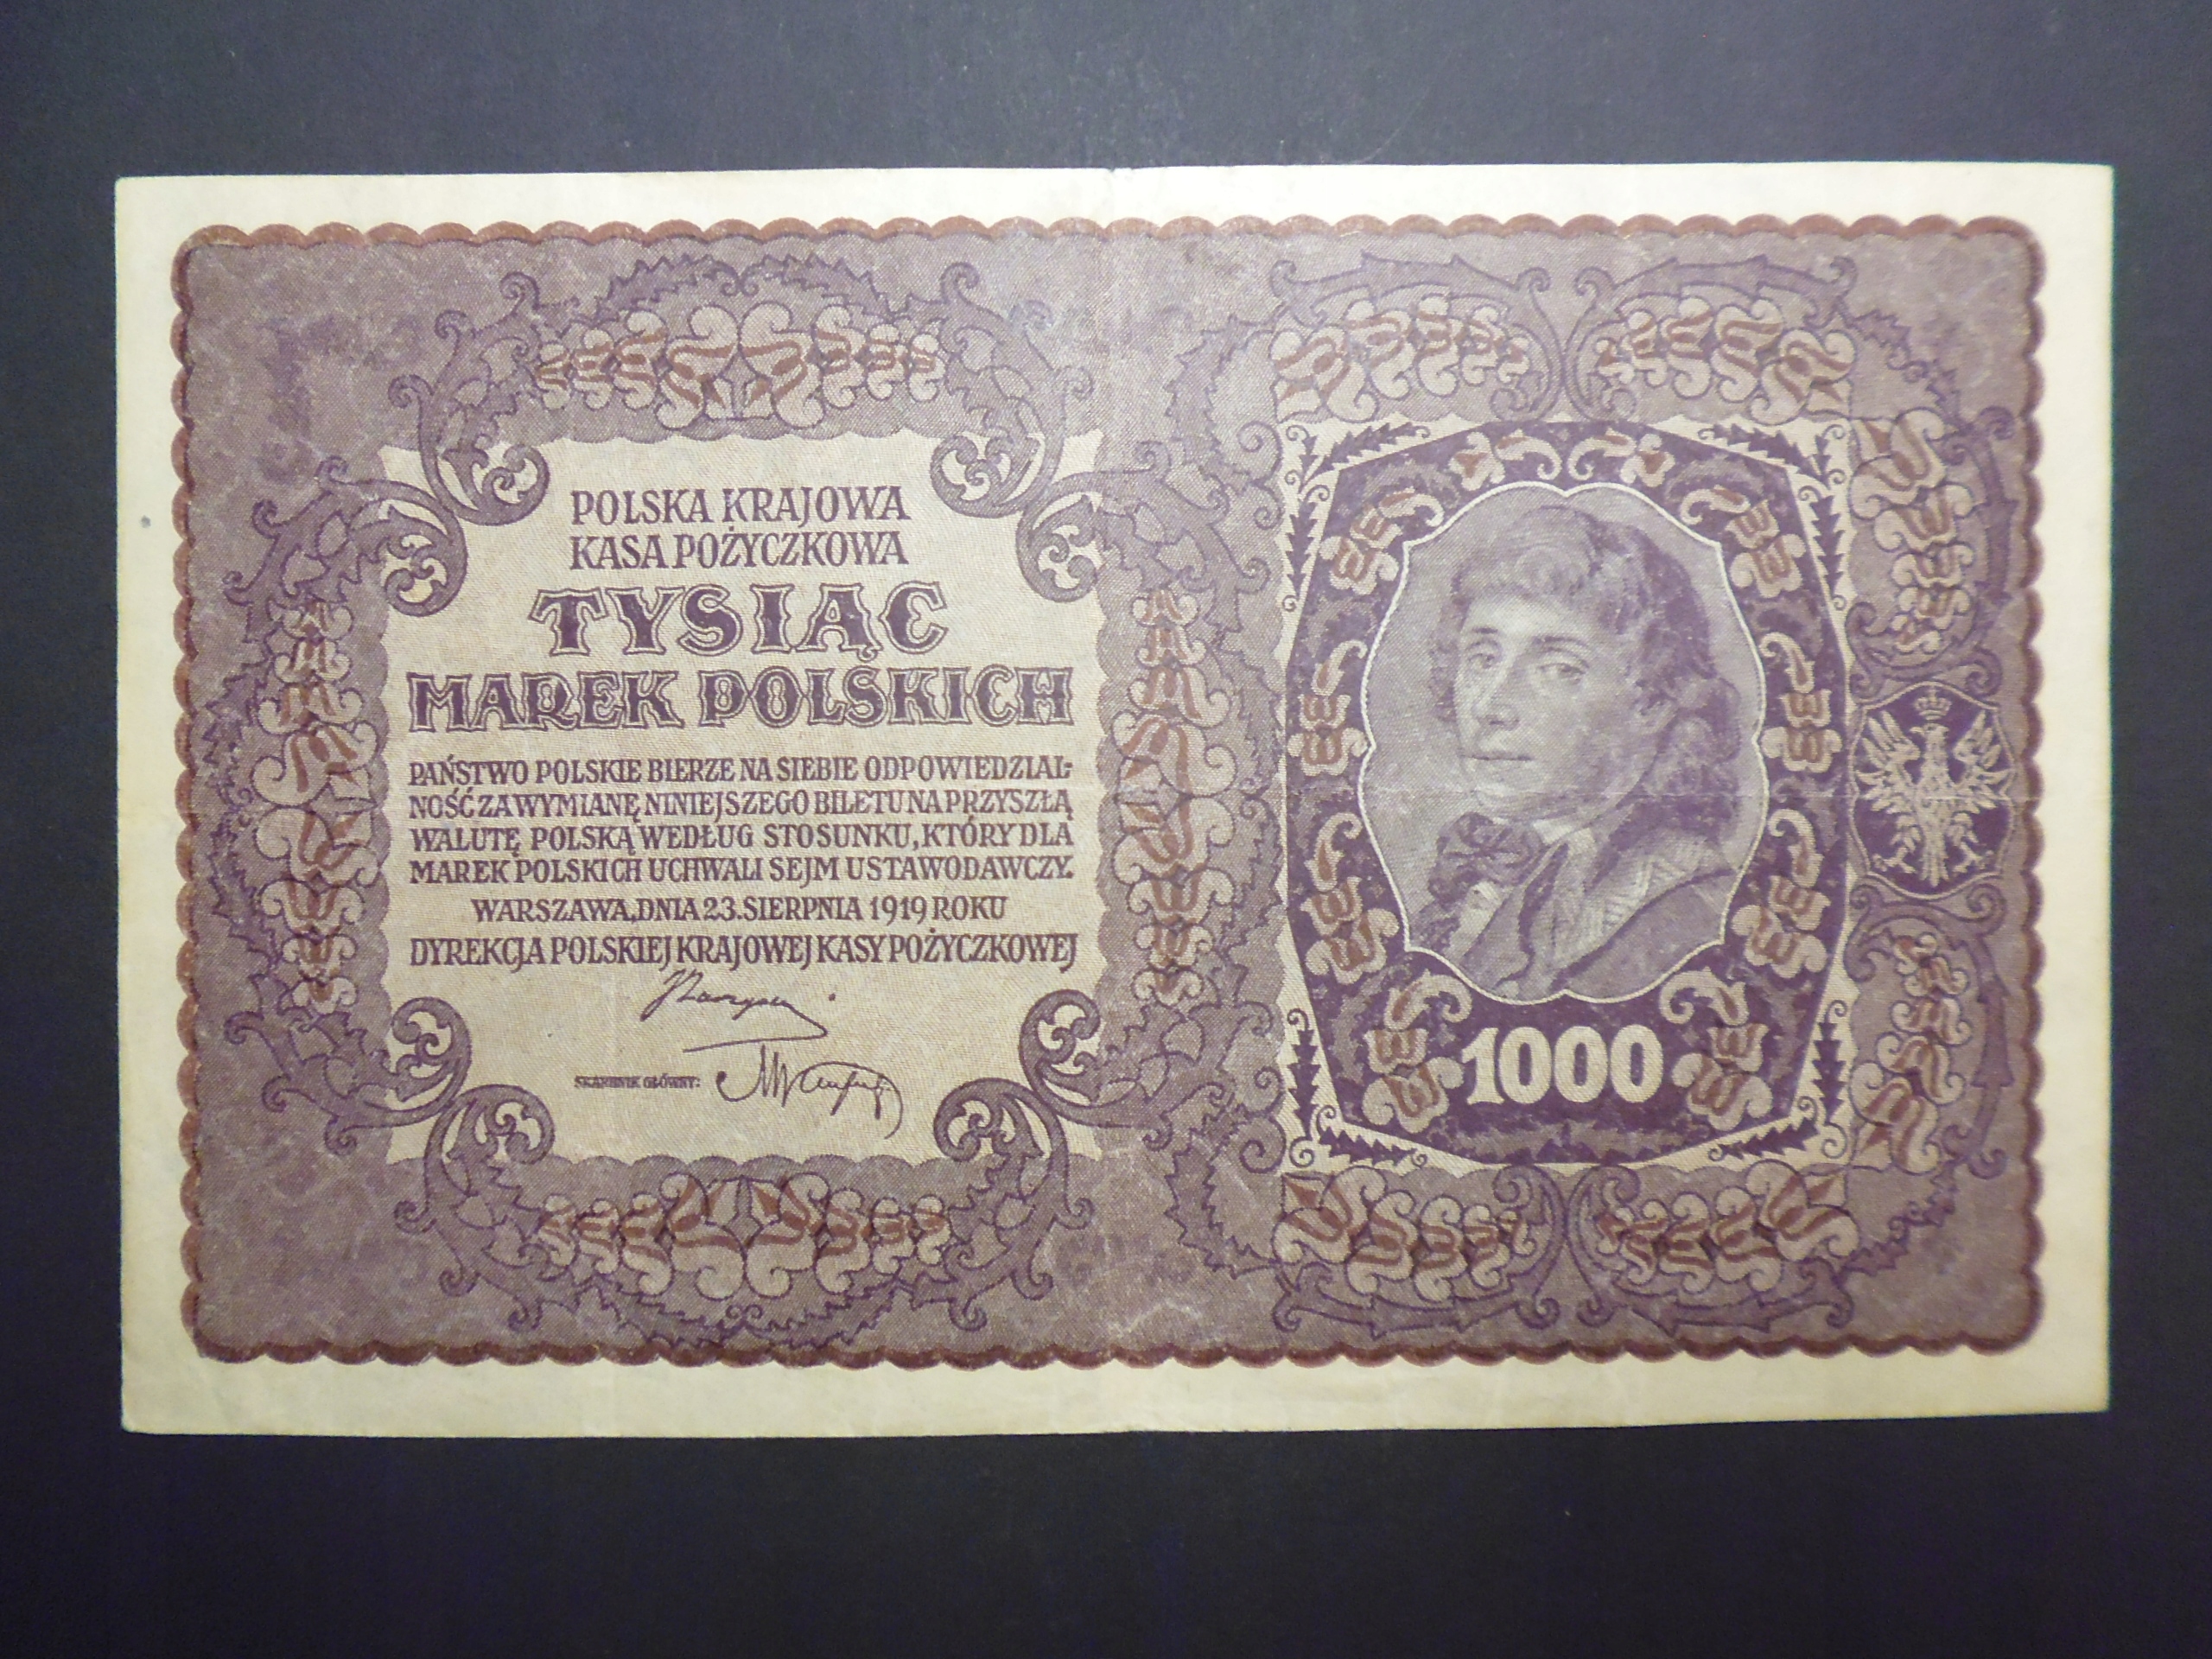 POLSKA KRAJOWA
KASA POŻYCZKOWA
TYSIĄC
MAREK POLSKICH
PAŃSTWO POLSKIE BIERZE NA SIEBIE ODPOWIEDZIAL-
NOŚĆ ZA WYMIANĘ NINIEJSZEGO BILETU NA PRZYSZŁĄ
WALUTĘ POLSKĄ WEDŁUG STOSUNKU, KTÓRY DLA
MAREK POLSKICH UCHWALI SEJM USTAWODAWCZY.
WARSZAWA, DNIA 23. SIERPNIA 1919 ROKU
DYREKCJA POLSKIEJ KRAJOWEJ KASY POŻYCZKOWEJ
SKARBNIK GŁÓWNY:
1000